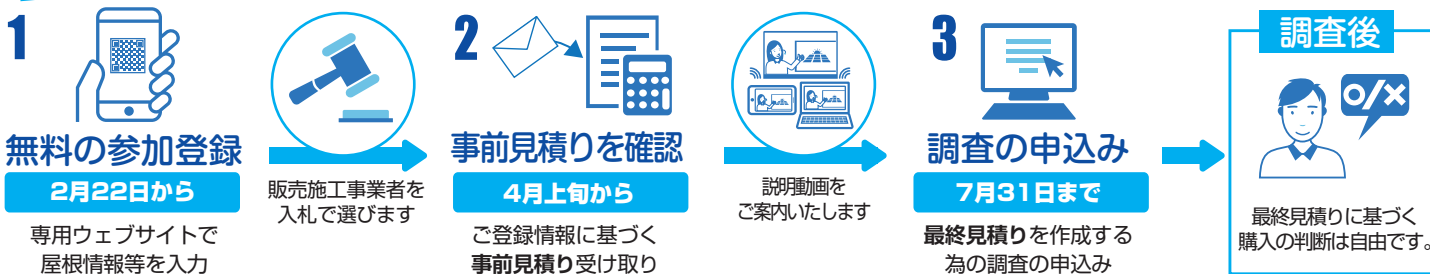 1
無料の参加登録
2月22日から
専用ウェブサイトで
屋根情報等を入力
販売施工事業者を
入札で選びます
2
事前見積りを確認
4月上旬から
ご登録情報に基づく
事前見積り受け取り
説明動画を
ご案内いたします
3
調査の申込み
7月31日まで
最終見積りを作成する
為の調査の申込み
調査後
o/×
最終見積りに基づく
購入の判断は自由です。